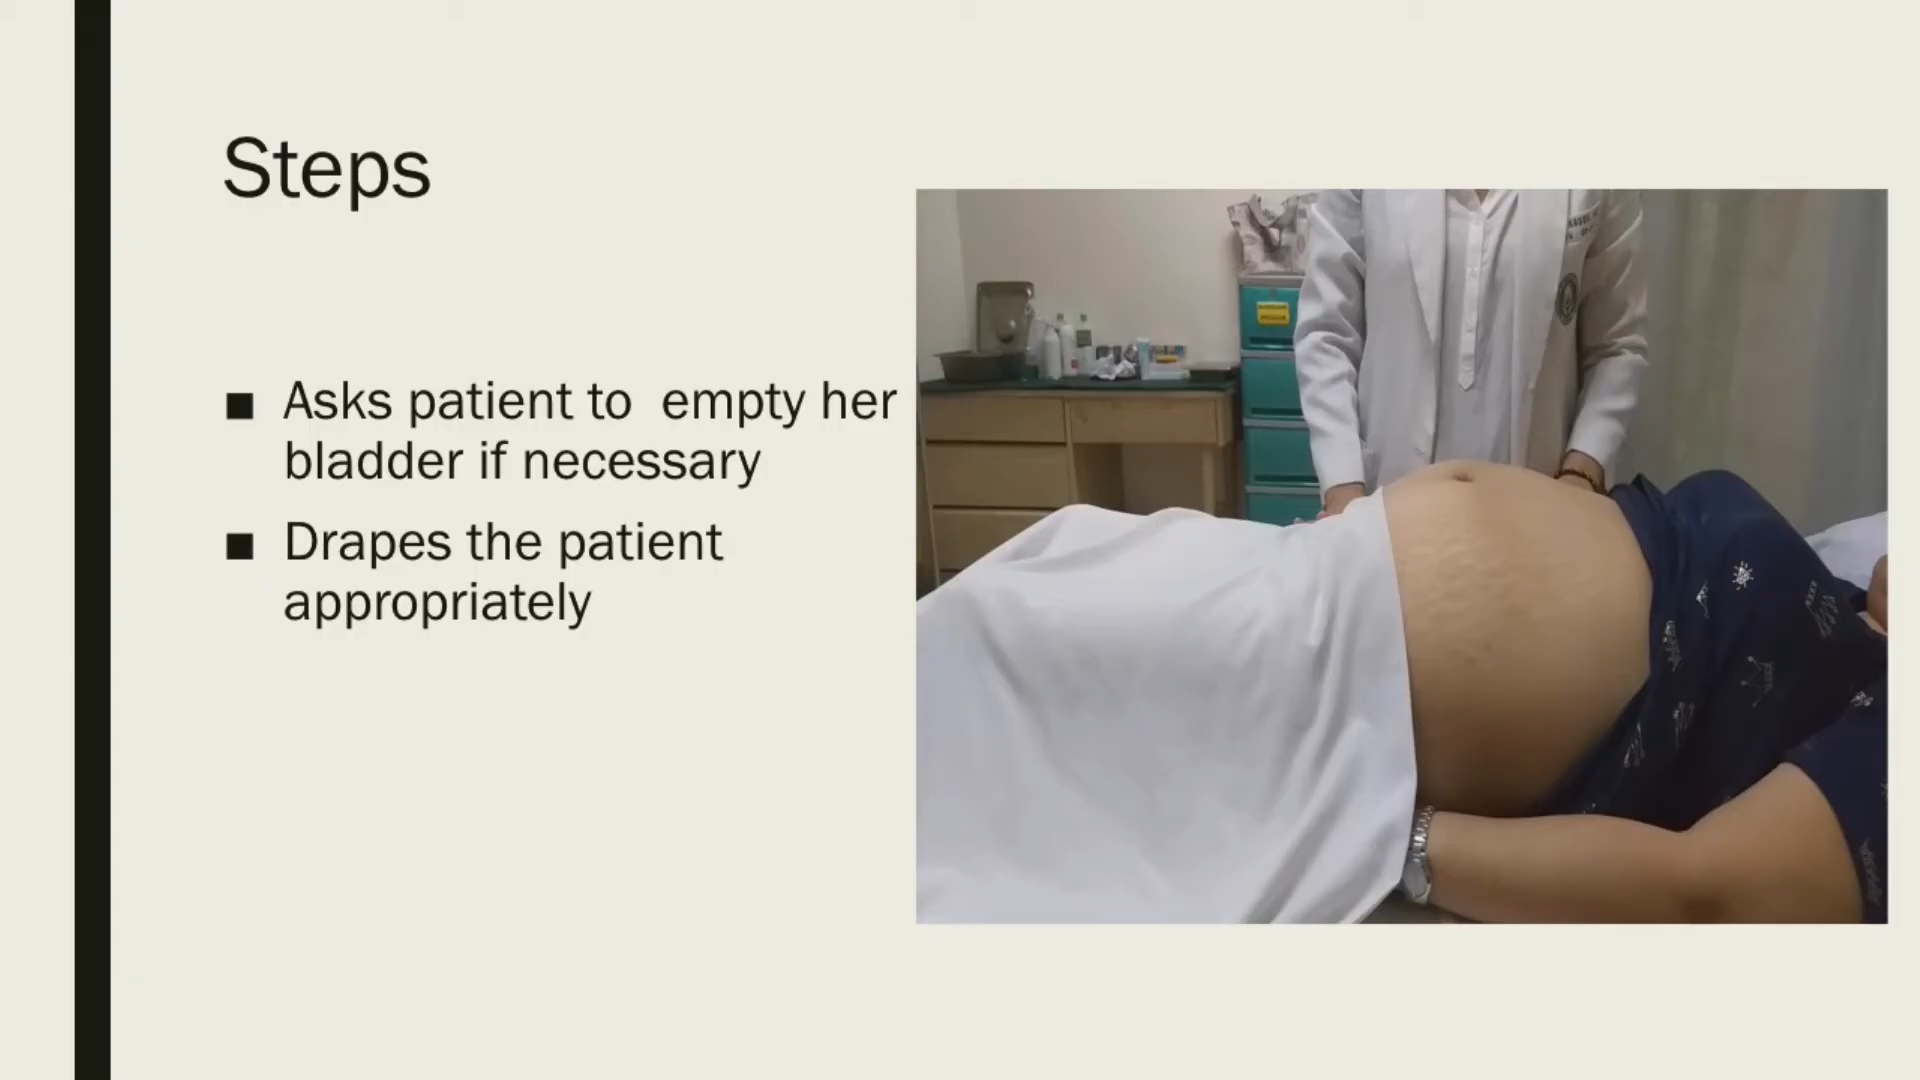 Steps
■ Asks patient to  empty her
bladder if necessary
■ Drapes the patient
appropriately